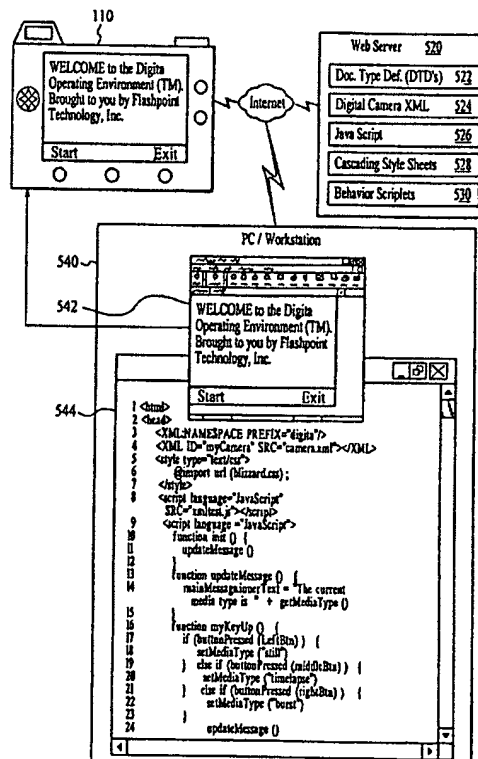 110
WELCOME to the Digita
Operating Environment (TM).
Brought to you by Flashpoint
Technology, Inc.
Start Exit
Internet
Web Server 520
Doc. Type Def. (DTD's) 522
Digital Camera XML 524
Java Script 526
Cascading Style Sheets 528
Behavior Scriplets 530
PC / Workstation
540
542
WELCOME to the Digita
Operating Environment (TM).
Brought to you by Flashpoint
Technology, Inc.
Start Exit
544
1 <html>
2 <head>
3 <XML:NAMESPACE PREFIX="digita"/>
4 <XML ID="myCamera" SRC="camera.xml"></XML>
5 <style type="text/css">
6 @import url (blizzard.css) ;
7 </style>
8 <script language="JavaScript"
SRC="xmltest.js"></script>
9 <script language ="JavaScript">
10 function init () {
11 updateMessage ()
12 }
13 function updateMessage () {
14 mainMessageinnerText = "The current
media type is " + getMediaType ()
15 }
16 function myKeyUp () {
17 if (buttonPressed (LeftBtn) ) {
18 setMediaType ("still")
19 } else if (buttonPressed (middleBtn) ) {
20 setMediaType ("timelapse")
21 } else if (buttonPressed (rightBtn) ) {
22 setMediaType ("burst")
23 }
24 updateMessage ()